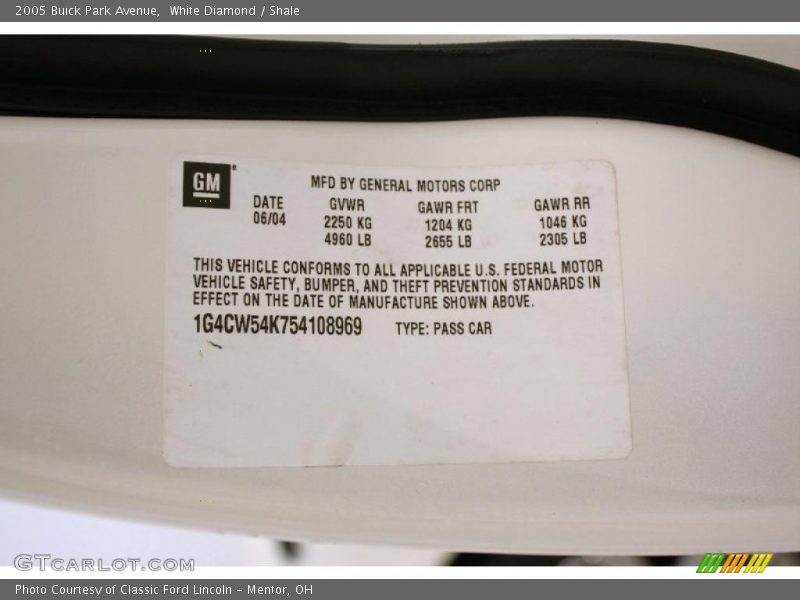 2005 Buick Park Avenue,  White Diamond / Shale
GM
MFD BY GENERAL MOTORS CORP
DATE GVWR GAWR FRT GAWR RR
06/04 2250 KG 1204 KG 1046 KG
4960 LB 2655 LB 2305 LB
THIS VEHICLE CONFORMS TO ALL APPLICABLE U.S. FEDERAL MOTOR
VEHICLE SAFETY, BUMPER, AND THEFT PREVENTION STANDARDS IN
EFFECT ON THE DATE OF MANUFACTURE SHOWN ABOVE.
1G4CW54K754108969 TYPE: PASS CAR
GTCARLOT.COM
Photo Courtesy of Classic Ford Lincoln - Mentor, OH